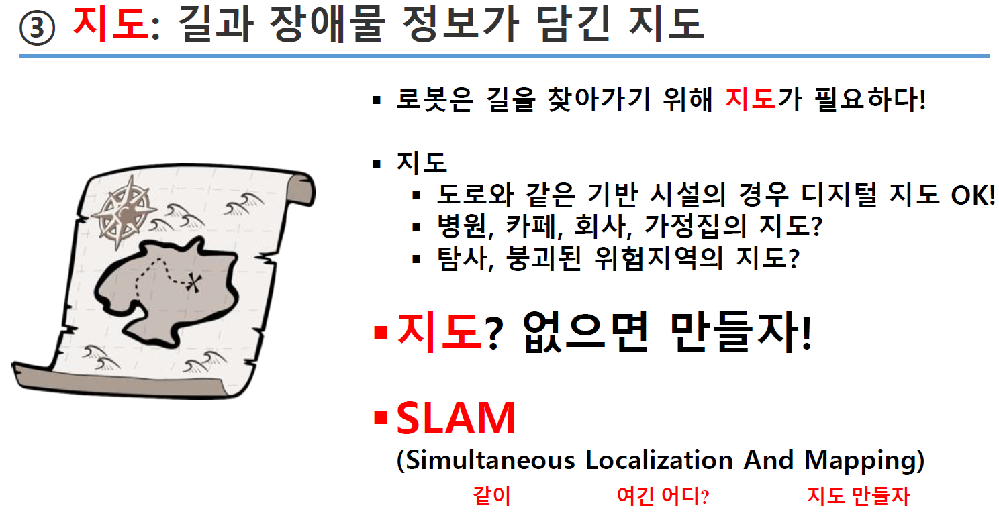 ③ 지도: 길과 장애물 정보가 담긴 지도
▪ 로봇은 길을 찾아가기 위해 지도가 필요하다!
▪ 지도
▪ 도로와 같은 기반 시설의 경우 디지털 지도 OK!
▪ 병원, 카페, 회사, 가정집의 지도?
▪ 탐사, 붕괴된 위험지역의 지도?
▪ 지도? 없으면 만들자!
▪ SLAM
(Simultaneous Localization And Mapping)
같이 여긴 어디? 지도 만들자